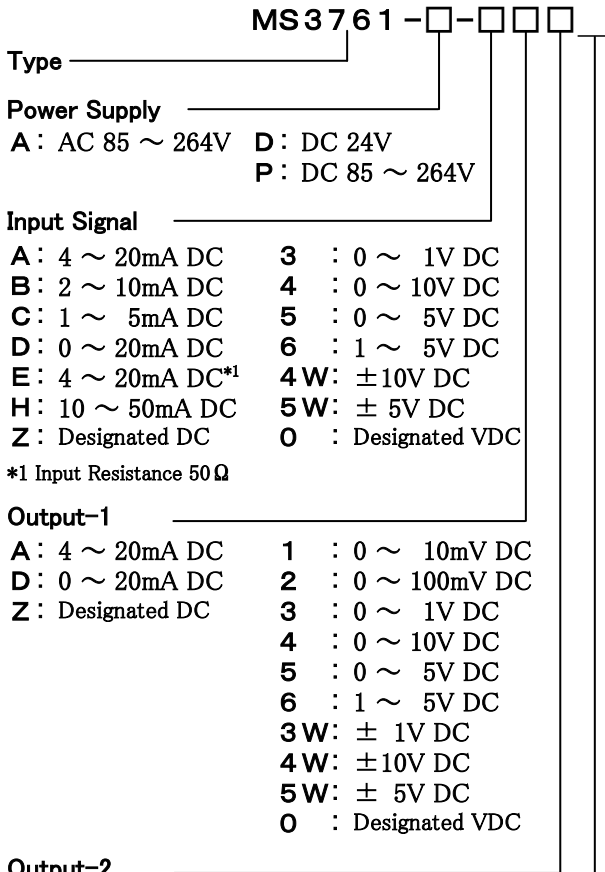 MS3761-□-□□□
Type
Power Supply
A: AC 85 ~ 264V D: DC 24V
P: DC 85 ~ 264V
Input Signal
A: 4 ~ 20mA DC 3 : 0 ~ 1V DC
B: 2 ~ 10mA DC 4 : 0 ~ 10V DC
C: 1 ~ 5mA DC 5 : 0 ~ 5V DC
D: 0 ~ 20mA DC 6 : 1 ~ 5V DC
E: 4 ~ 20mA DC*1 4W: ±10V DC
H: 10 ~ 50mA DC 5W: ± 5V DC
Z: Designated DC 0 : Designated VDC
*1 Input Resistance 50Ω
Output-1
A: 4 ~ 20mA DC 1 : 0 ~ 10mV DC
D: 0 ~ 20mA DC 2 : 0 ~ 100mV DC
Z: Designated DC 3 : 0 ~ 1V DC
4 : 0 ~ 10V DC
5 : 0 ~ 5V DC
6 : 1 ~ 5V DC
3W: ± 1V DC
4W: ±10V DC
5W: ± 5V DC
0 : Designated VDC
Output-2